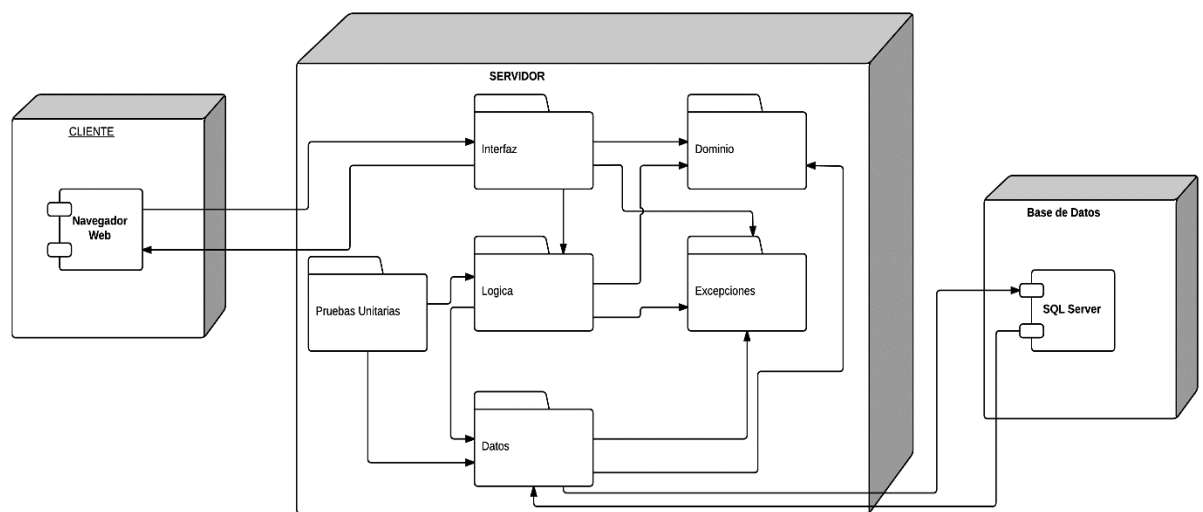 SERVIDOR
CLIENTE
Navegador
Web
Interfaz
Dominio
Base de Datos
Pruebas Unitarias
Logica
Excepciones
SQL Server
Datos